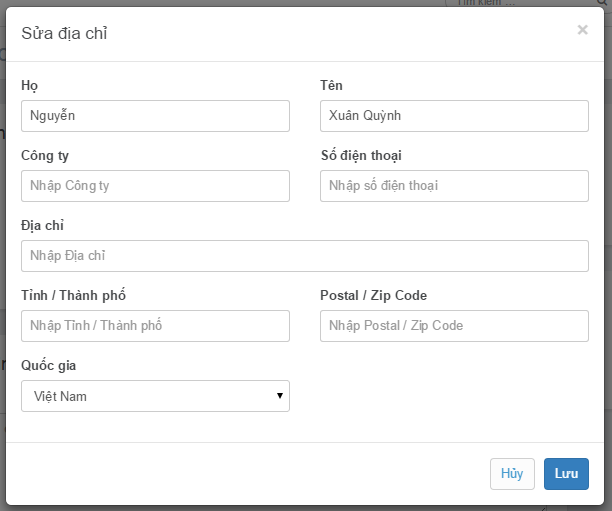 Tìm kiếm ...
Sửa địa chỉ ×
Họ Tên
Nguyễn Xuân Quỳnh
Công ty Số điện thoại
Nhập Công ty Nhập số điện thoại
Địa chỉ
Nhập Địa chỉ
Tỉnh / Thành phố Postal / Zip Code
Nhập Tỉnh / Thành phố Nhập Postal / Zip Code
Quốc gia
Việt Nam
Hủy Lưu